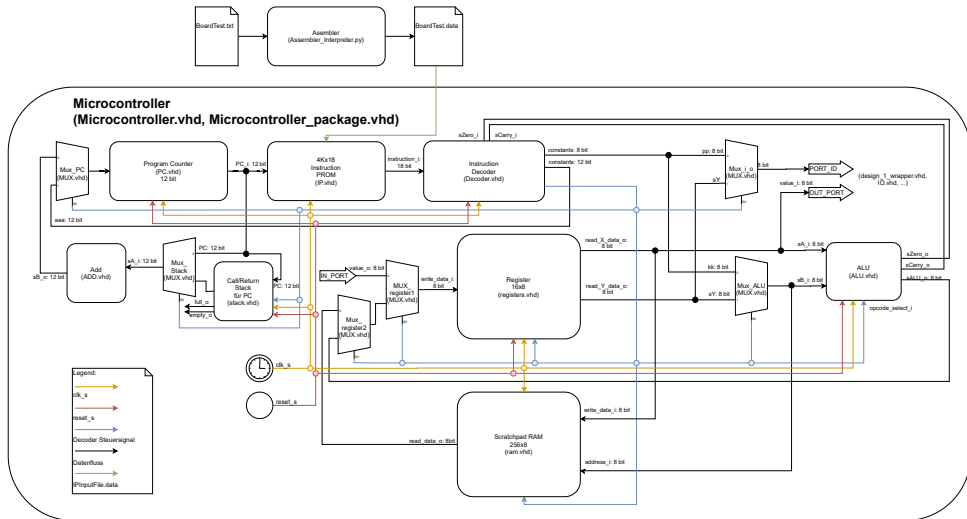 BoardTest.txt
Asembler
(Assembler_Interpreter.py)
BoardTest.data
Microcontroller
(Microcontroller.vhd, Microcontroller_package.vhd)
sZero_i
sCarry_i
Mux_PC
(MUX.vhd)
Program Counter
(PC.vhd)
12 bit
PC_i: 12 bit
4Kx18
Instruction
PROM
(IP.vhd)
instruction_i:
18 bit
Instruction
Decoder
(Decoder.vhd)
constants: 8 bit
constants: 12 bit
pp: 8 bit
sY
Mux_i_o
(MUX.vhd)
8 bit
PORT_ID
value_i: 8 bit
OUT_PORT
(design_1_wrapper.vhd,
IO.vhd, ...)
aaa: 12 bit
sB_o: 12 bit
Add
(ADD.vhd)
sA_i: 12 bit
Mux_
Stack
(MUX.vhd)
PC: 12 bit
Call/Return
Stack
für PC
(stack.vhd)
PC: 12 bit
full_o
empty_o
value_o: 8 bit
IN_PORT
MUX_
register1
(MUX.vhd)
write_data_i:
8 bit
Mux_
register2
(MUX.vhd)
Register
16x8
(registers.vhd)
read_X_data_o:
8 bit
read_Y_data_o:
8 bit
sA_i: 8 bit
kk: 8 bit
sY: 8 bit
Mux_ALU
(MUX.vhd)
sB_i: 8 bit
ALU
(ALU.vhd)
sZero_o
sCarry_o
sALU_o: 8 bit
opcode_select_i
clk_s
reset_s
Scratchpad RAM
256x8
(ram.vhd)
write_data_i: 8 bit
read_data_o: 8bit
address_i: 8 bit
Legend:
clk_s
reset_s
Decoder Steuersignal
Datenfluss
IPInputFile.data